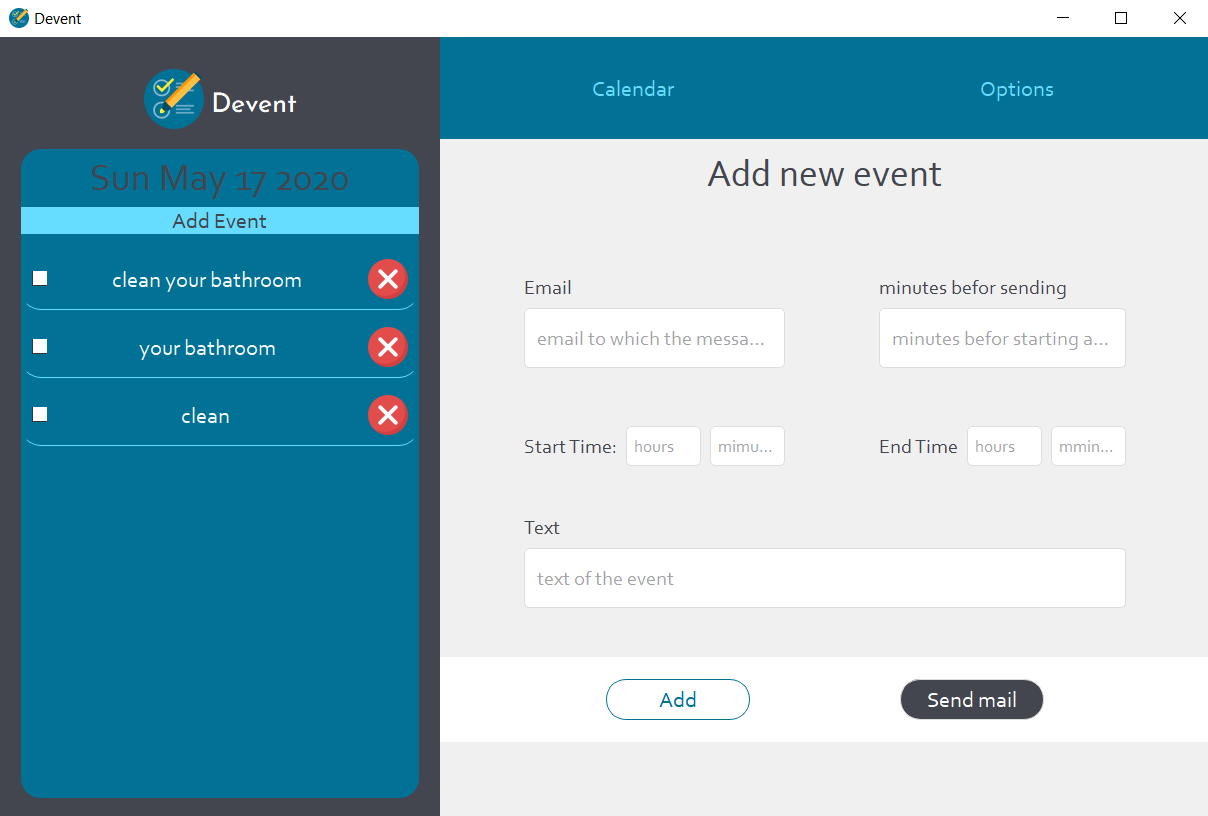 Devent
Devent
Calendar
Options
Sun May 17 2020
Add Event
clean your bathroom
your bathroom
clean
Add new event
Email
minutes befor sending
email to which the messa...
minutes befor starting a...
Start Time:
hours
mimu...
End Time
hours
mmin...
Text
text of the event
Add
Send mail